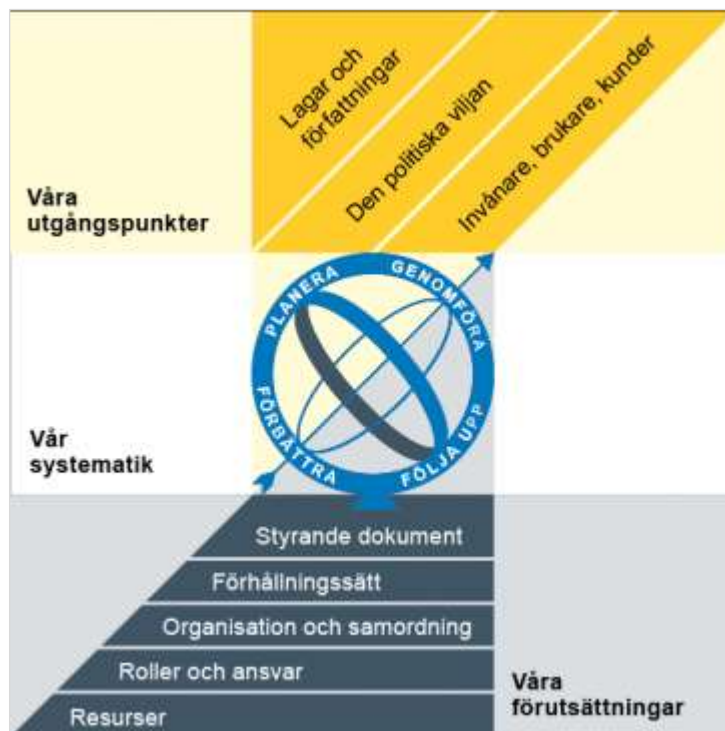 Lagar och
författningar
Den politiska viljan
Invånare, brukare, kunder
Våra
utgångspunkter
PLANERA
GENOMFÖRA
FÖLJA UPP
FÖRBÄTTRA
Vår
systematik
Styrande dokument
Förhållningssätt
Organisation och samordning
Roller och ansvar
Resurser
Våra
förutsättningar